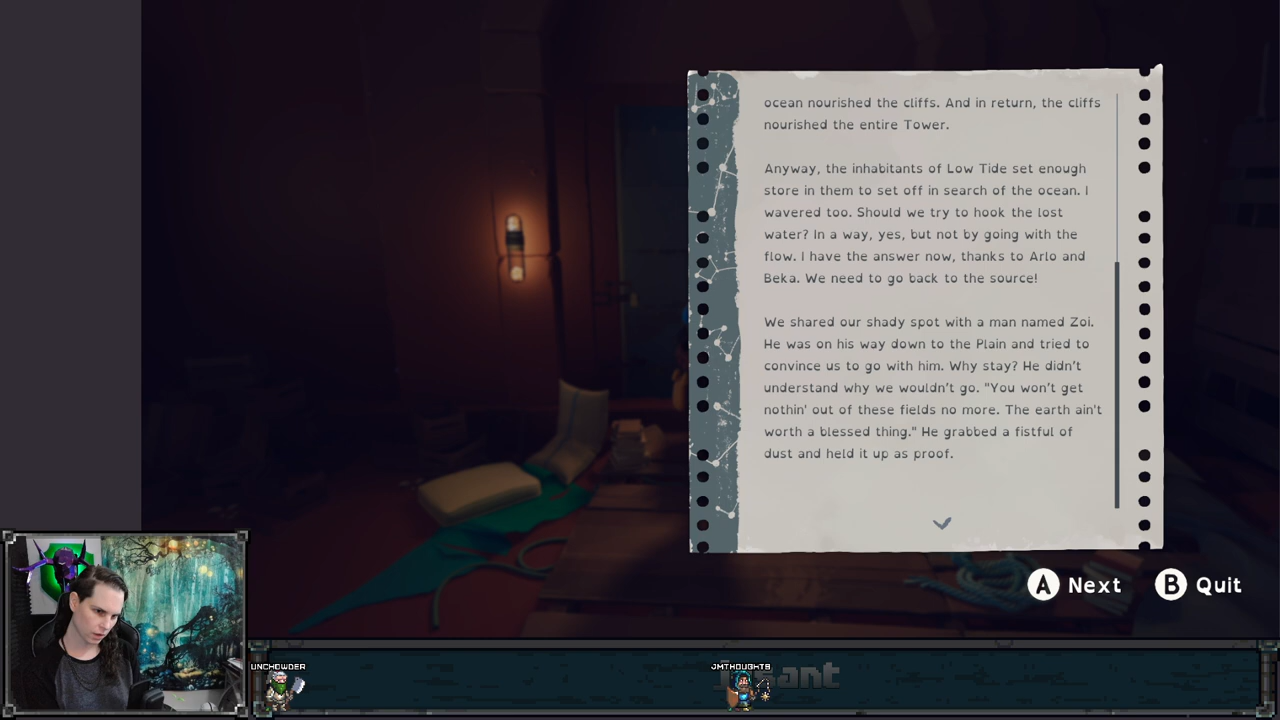 ocean nourished the cliffs. And in return, the cliffs
nourished the entire Tower.
Anyway, the inhabitants of Low Tide set enough
store in them to set off in search of the ocean. I
wavered too. Should we try to hook the lost
water? In a way, yes, but not by going with the
flow. I have the answer now, thanks to Arlo and
Beka. We need to go back to the source!
We shared our shady spot with a man named Zoi.
He was on his way down to the Plain and tried to
convince us to go with him. Why stay? He didn't
understand why we wouldn't go. "You won't get
nothin' out of these fields no more. The earth ain't
worth a blessed thing." He grabbed a fistful of
dust and held it up as proof.
A Next B Quit
UNCHOWDER
JMTHOUGHTS